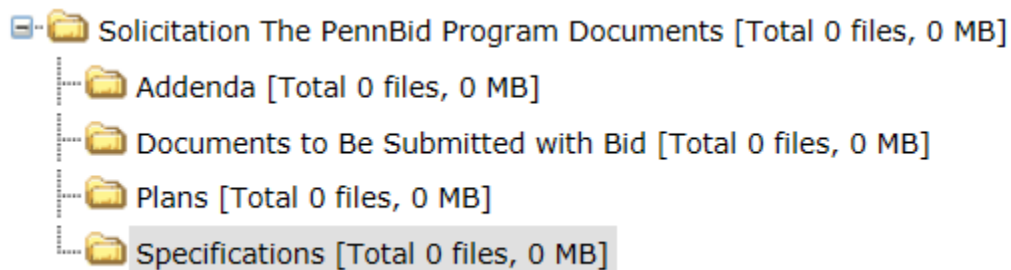 Solicitation The PennBid Program Documents [Total 0 files, 0 MB]
Addenda [Total 0 files, 0 MB]
Documents to Be Submitted with Bid [Total 0 files, 0 MB]
Plans [Total 0 files, 0 MB]
Specifications [Total 0 files, 0 MB]